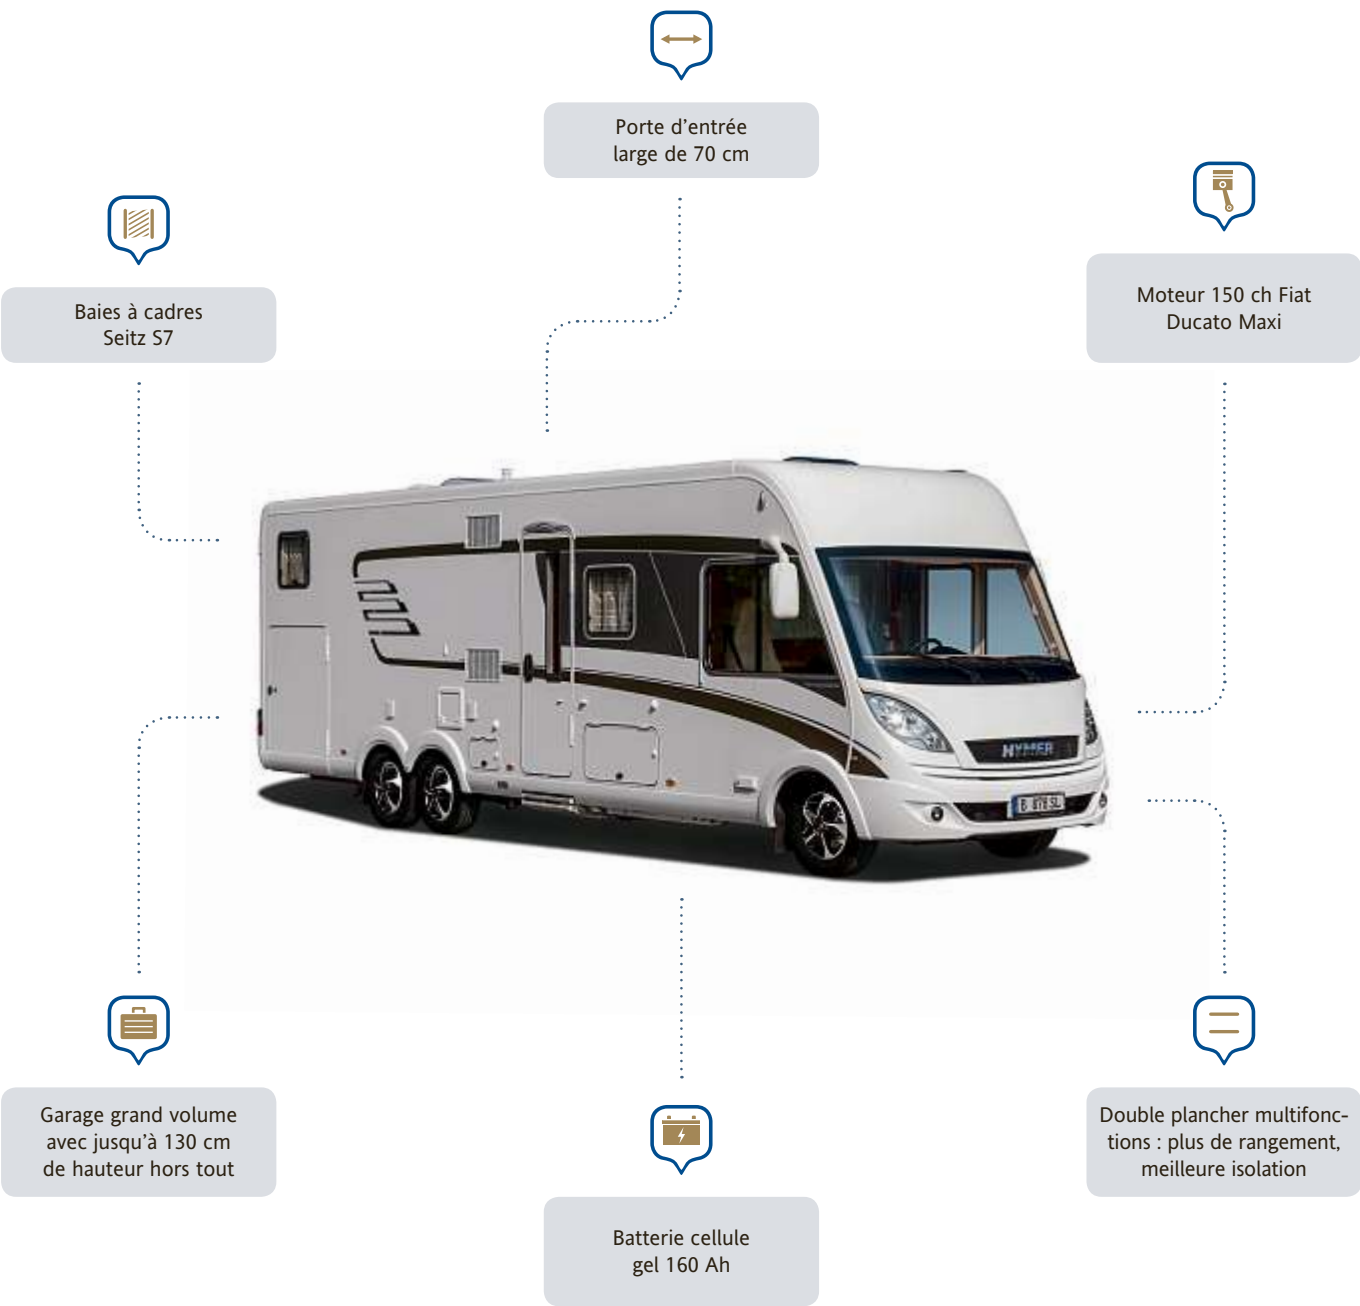 Porte d’entrée
large de 70 cm
Baies à cadres
Seitz S7
Moteur 150 ch Fiat
Ducato Maxi
HYMER
Garage grand volume
avec jusqu’à 130 cm
de hauteur hors tout
Double plancher multifonc-
tions : plus de rangement,
meilleure isolation
Batterie cellule
gel 160 Ah